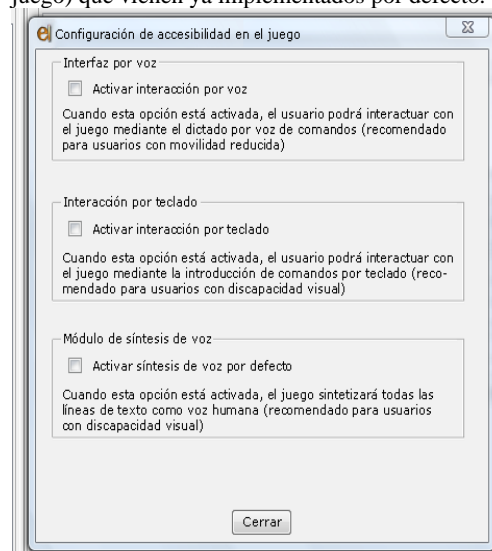 juego) que vienen ya implementados por defecto.
e Configuración de accesibilidad en el juego
Interfaz por voz
Activar interacción por voz
Cuando esta opción está activada, el usuario podrá interactuar con
el juego mediante el dictado por voz de comandos (recomendado
para usuarios con movilidad reducida)
Interacción por teclado
Activar interacción por teclado
Cuando esta opción está activada, el usuario podrá interactuar con
el juego mediante la introducción de comandos por teclado (reco-
mendado para usuarios con discapacidad visual)
Módulo de síntesis de voz
Activar síntesis de voz por defecto
Cuando esta opción está activada, el juego sintetizará todas las
líneas de texto como voz humana (recomendado para usuarios
con discapacidad visual)
Cerrar